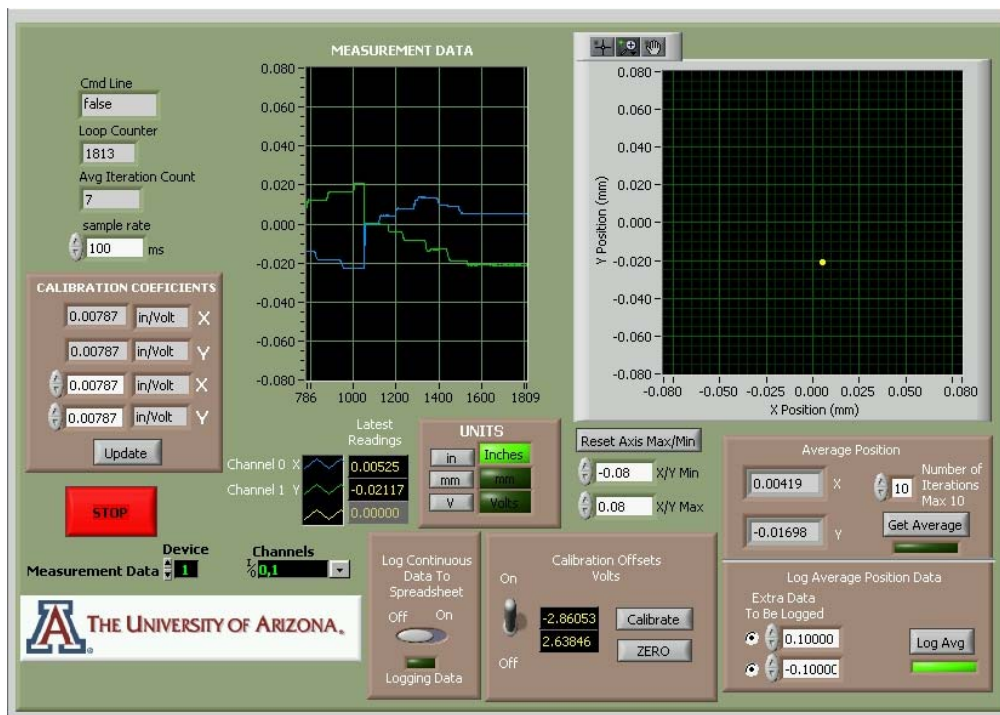 MEASUREMENT DATA
Cmd Line
false
Loop Counter
1813
Avg Iteration Count
7
sample rate
100 ms
CALIBRATION COEFICIENTS
0.00787 in/Volt X
0.00787 in/Volt Y
0.00787 in/Volt X
0.00787 in/Volt Y
Update
STOP
0.080
0.060
0.040
0.020
0.000
-0.020
-0.040
-0.060
-0.080
786 1000 1200 1400 1600 1809
Y Position (mm)
0.080
0.060
0.040
0.020
0.000
-0.020
-0.040
-0.060
-0.080
-0.080 -0.050 -0.025 0.000 0.025 0.050 0.080
X Position (mm)
Latest
Readings
Channel 0 X 0.00525
Channel 1 Y -0.02117
0.00000
UNITS
in Inches
mm mm
V Volts
Reset Axis Max/Min
-0.08 X/Y Min
0.08 X/Y Max
Average Position
0.00419 X
-0.01698 Y
10
Number of
Iterations
Max 10
Get Average
Device
Channels
Measurement Data 1
I/O 0,1
A
THE UNIVERSITY OF ARIZONA.
Log Continuous
Data To
Spreadsheet
Off On
Logging Data
Calibration Offsets
Volts
On
Off
-2.86053
2.63846
Calibrate
ZERO
Log Average Position Data
Extra Data
To Be Logged
0.10000
-0.1000(
Log Avg